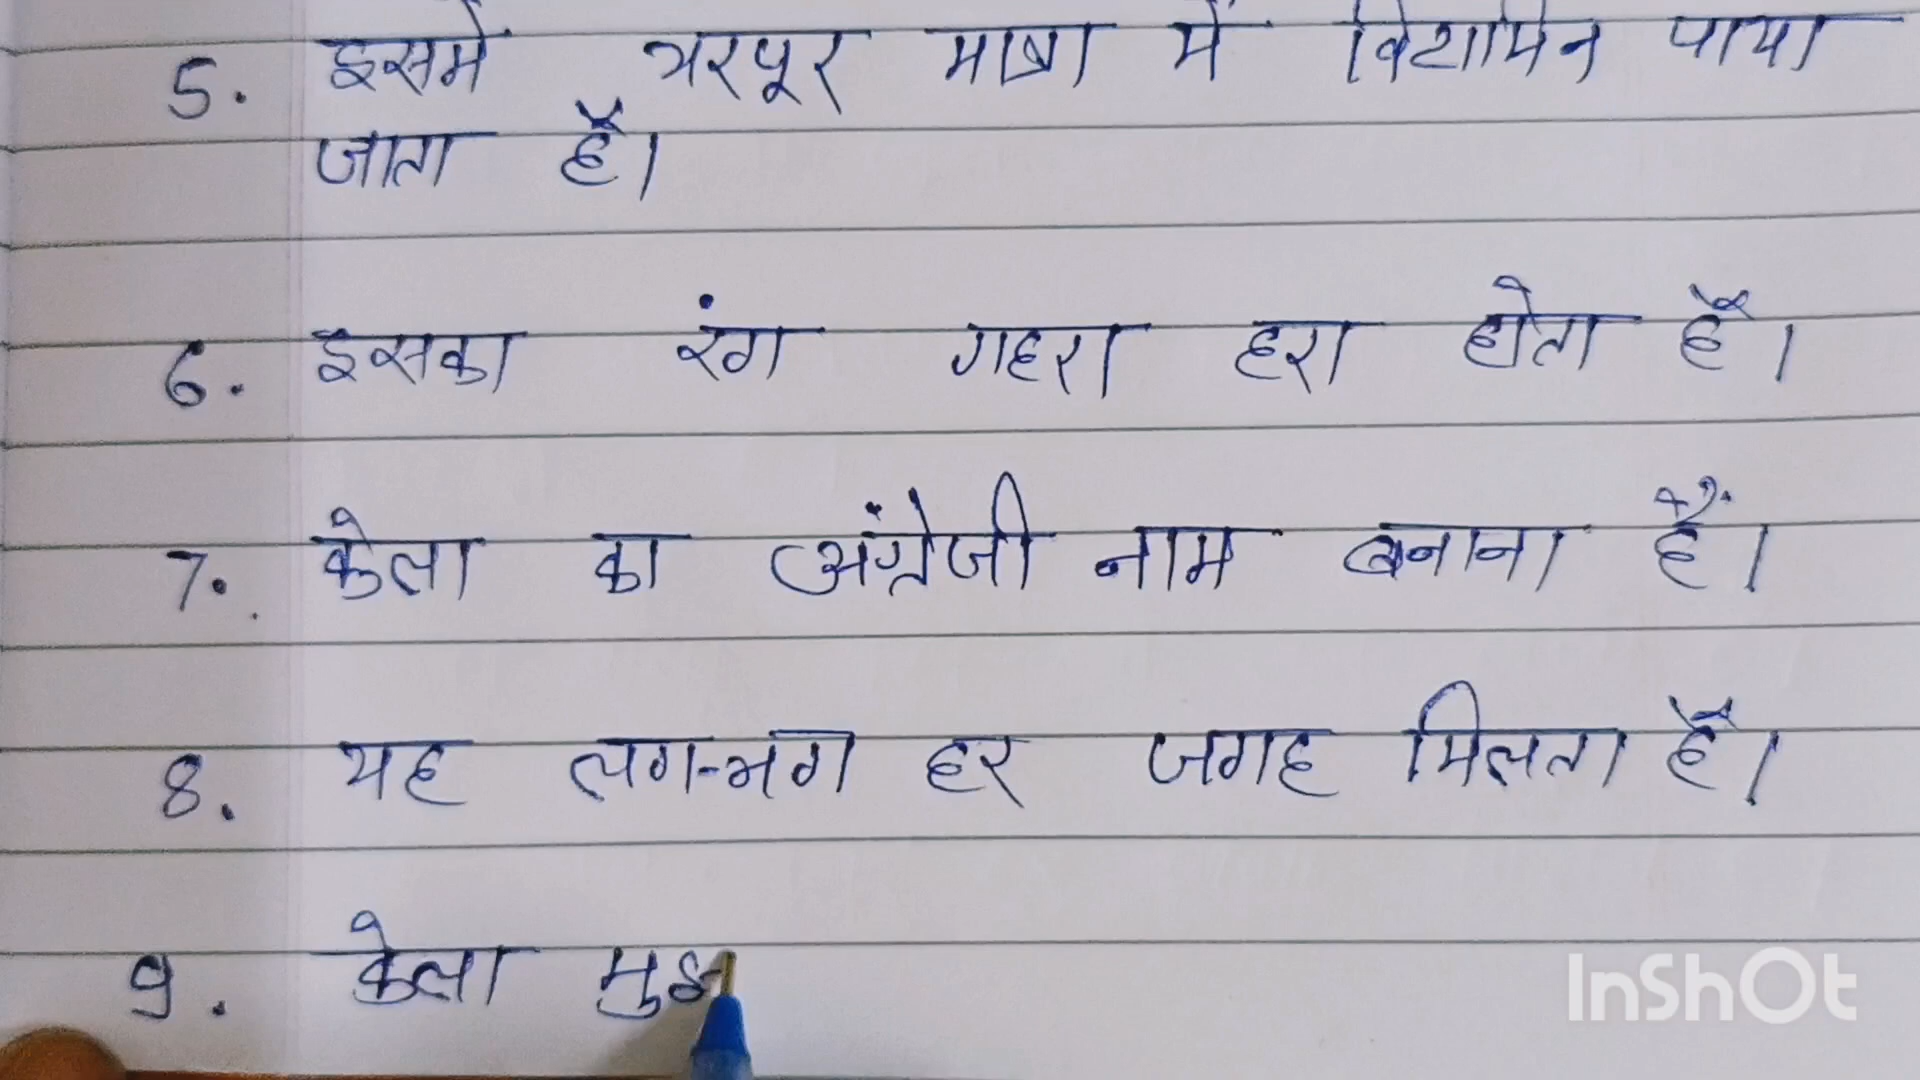 5. इसमें भरपूर मात्रा में विटामिन पाया
जाता है।
6. इसका रंग गहरा हरा होता है।
7. केला का अंग्रेजी नाम बनाना हैं।
8. यह लग-भग हर जगह मिलता है।
9. केला मुझ
InShOt